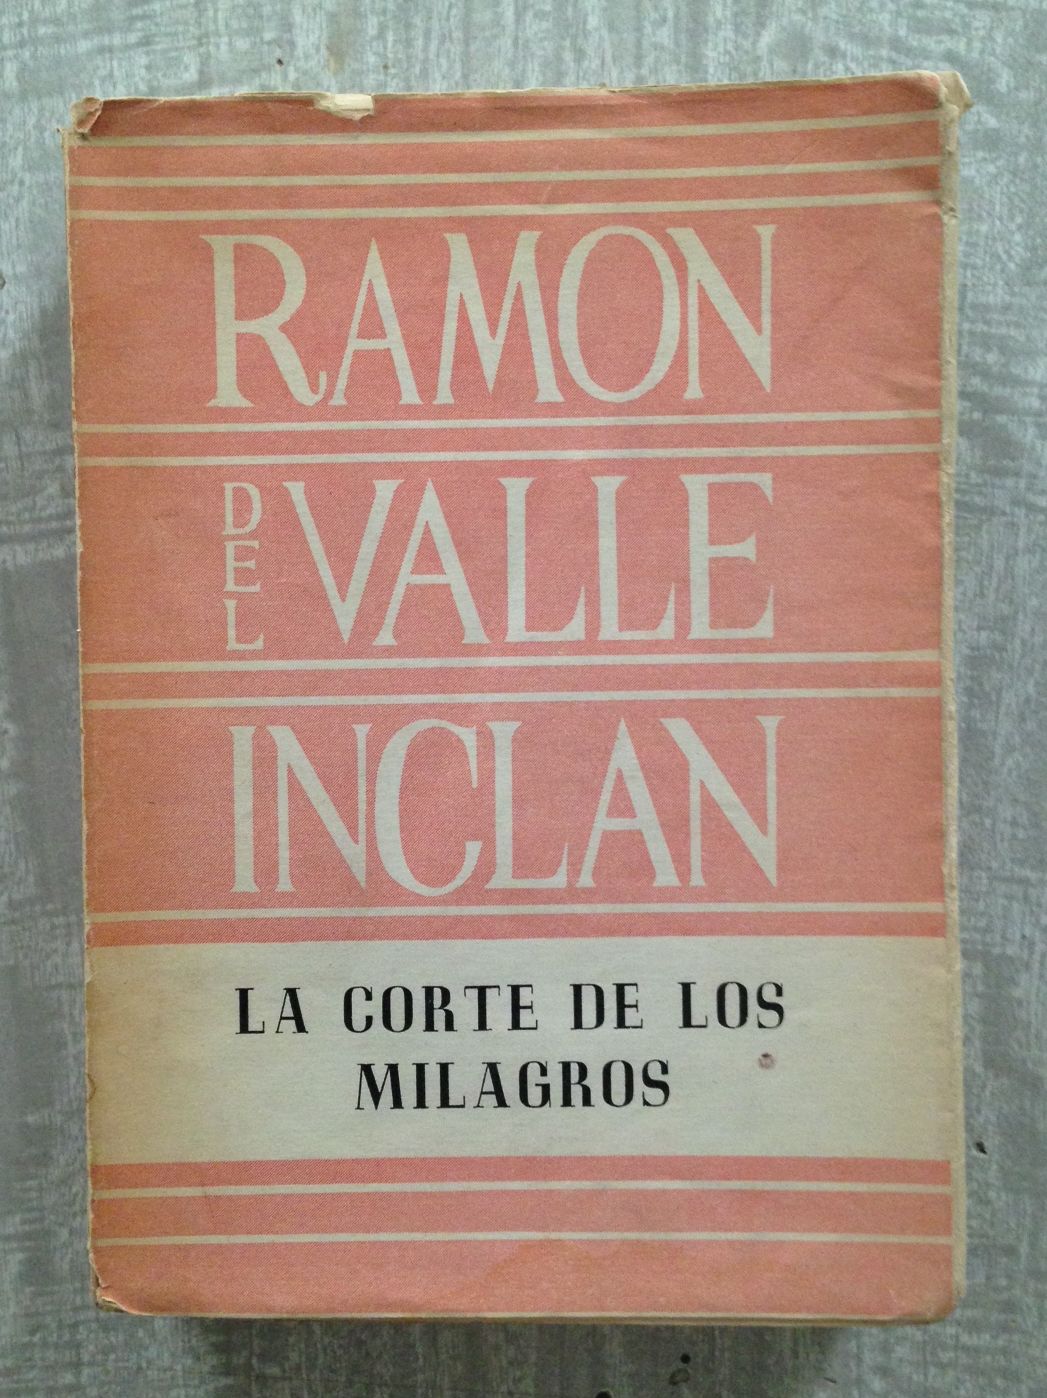 RAMON
DEL VALLE
INCLAN
LA CORTE DE LOS
MILAGROS